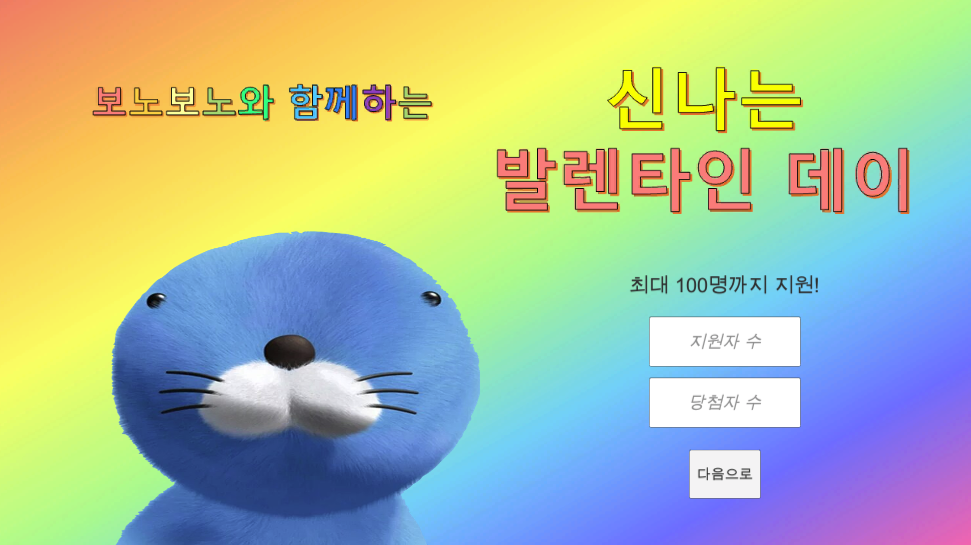 보노보노와 함께하는
신나는
발렌타인 데이
최대 100명까지 지원!
지원자 수
당첨자 수
다음으로